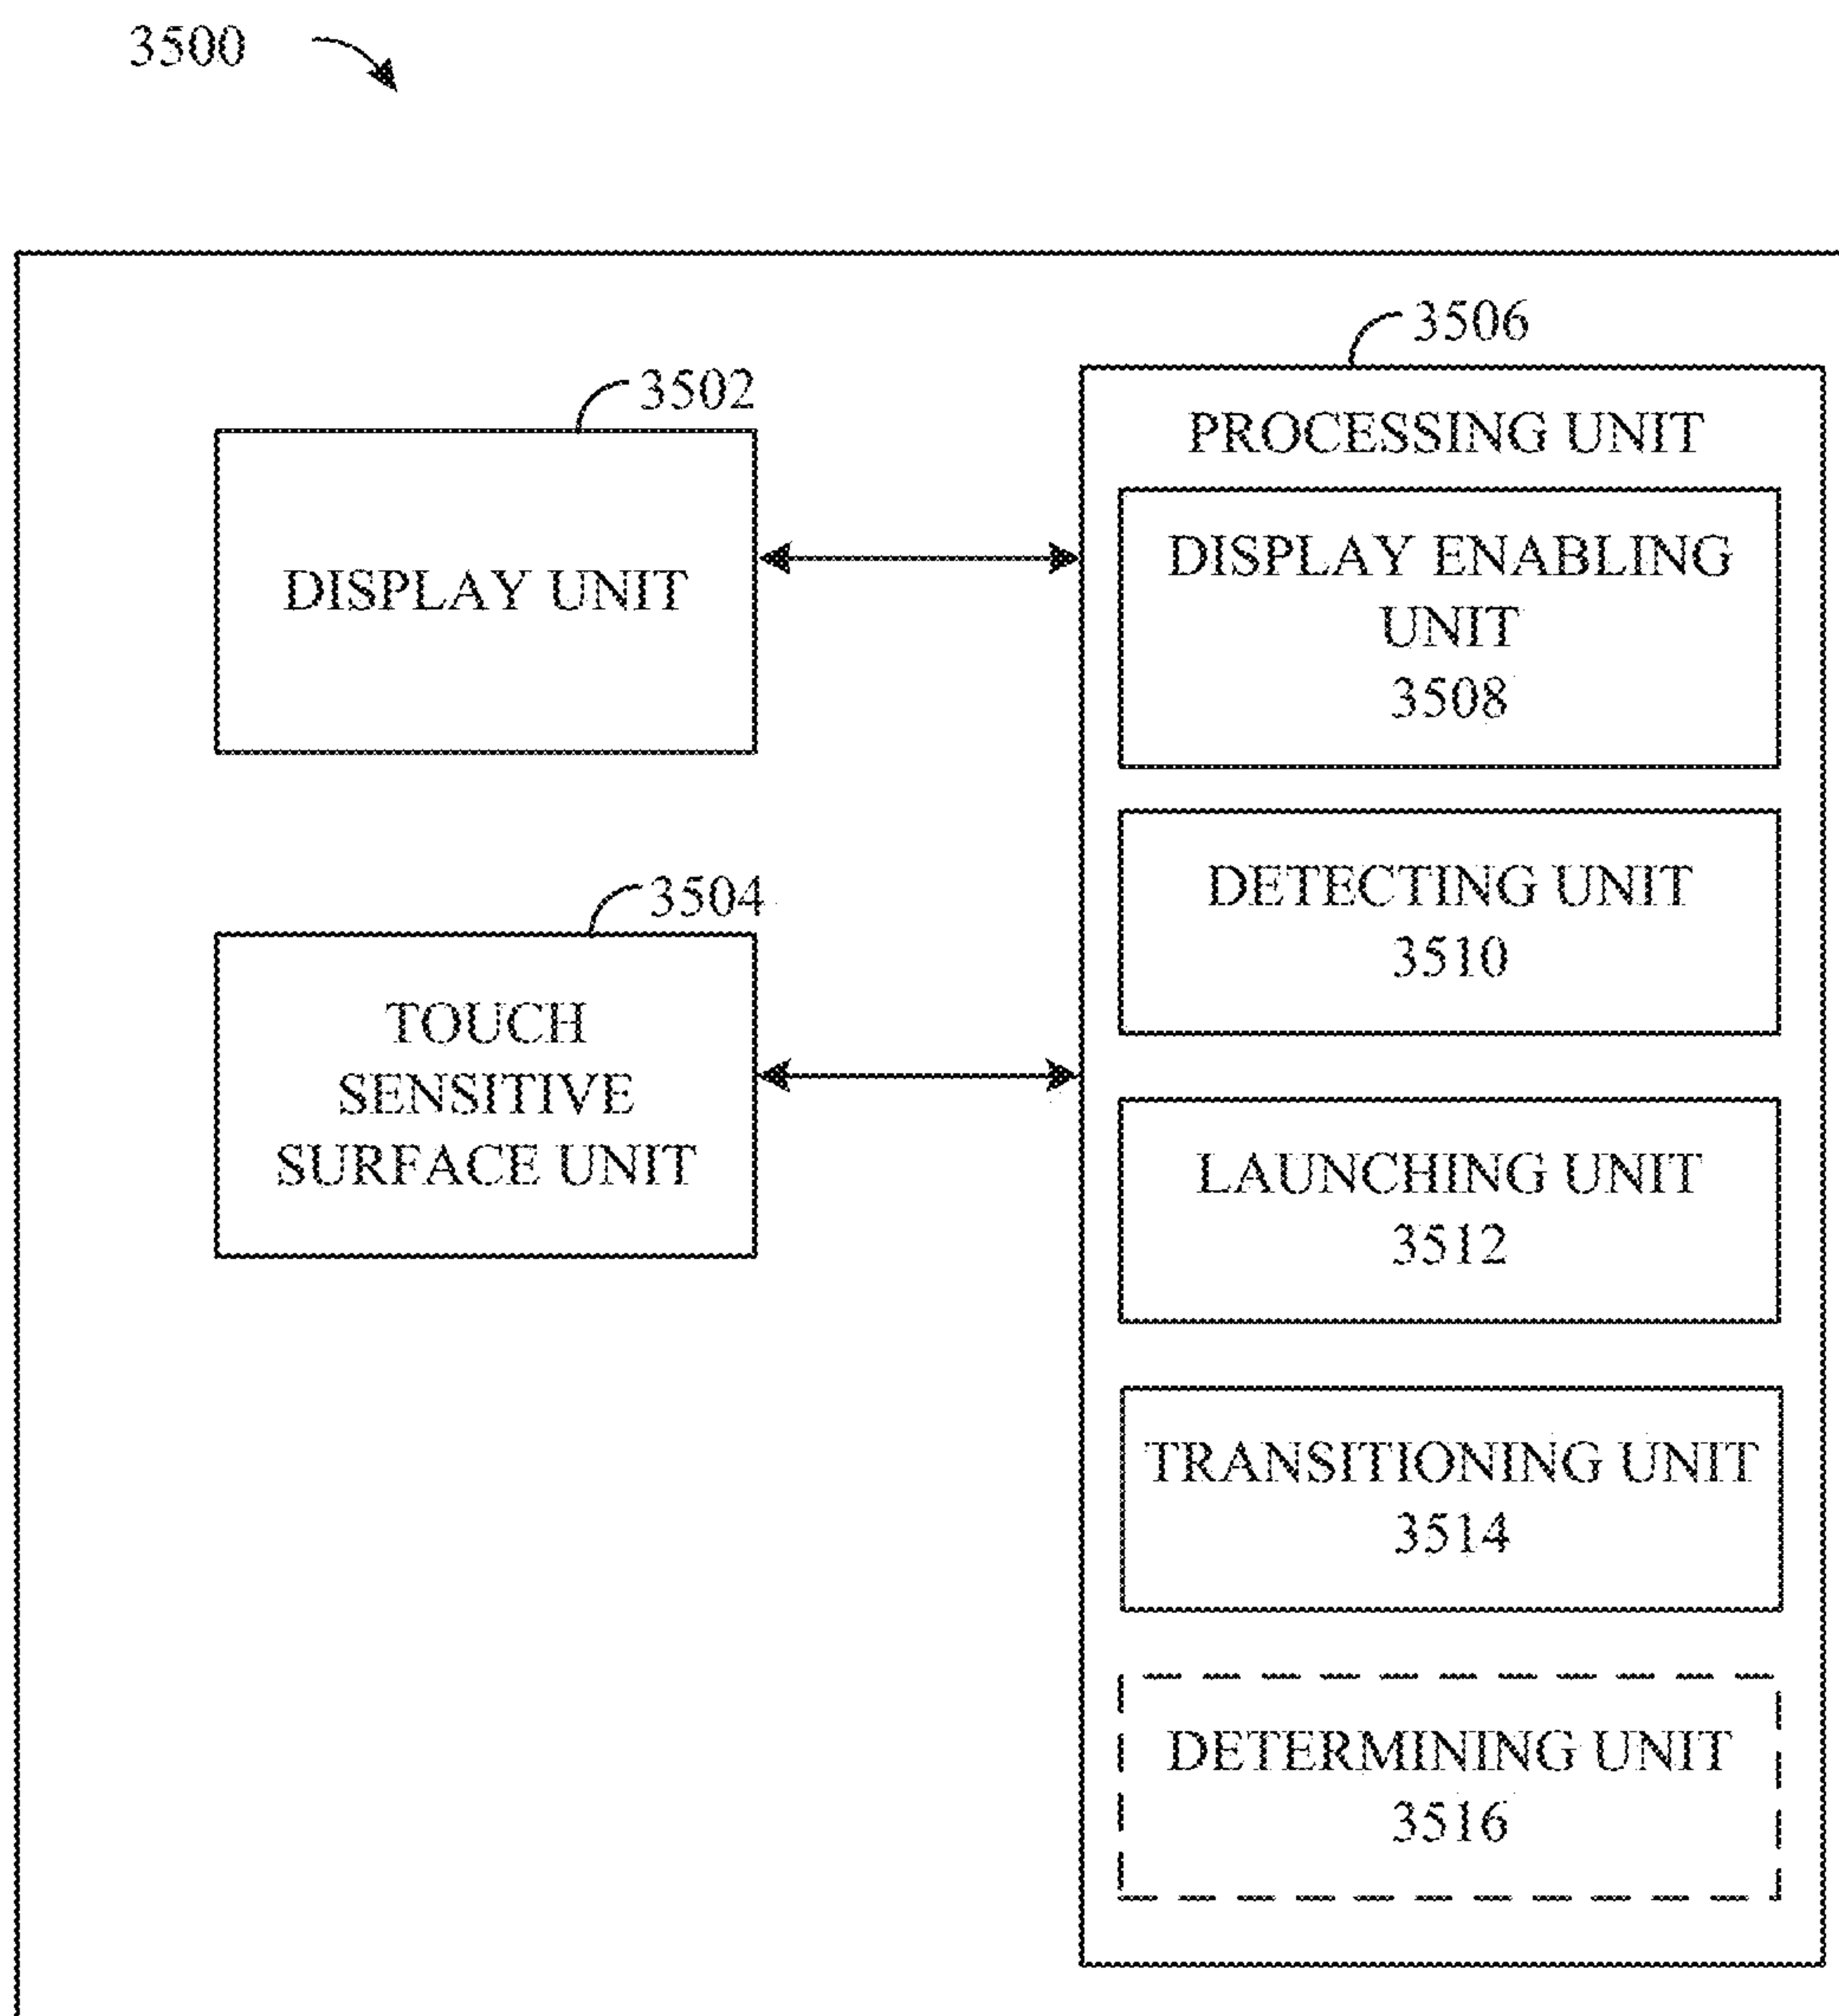 3500
3502
DISPLAY UNIT
3504
TOUCH
SENSITIVE
SURFACE UNIT
3506
PROCESSING UNIT
DISPLAY ENABLING
UNIT
3508
DETECTING UNIT
3510
LAUNCHING UNIT
3512
TRANSITIONING UNIT
3514
DETERMINING UNIT
3516